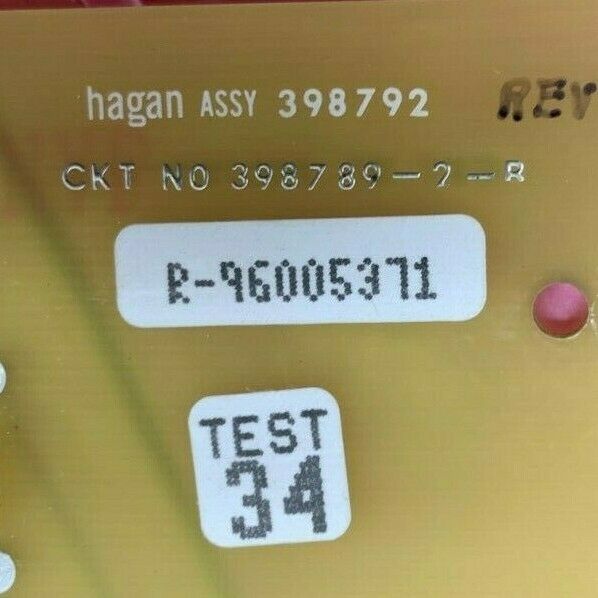 hagan ASSY 398792 REV
CKT NO 398789-2-B
R-96005371
TEST
34